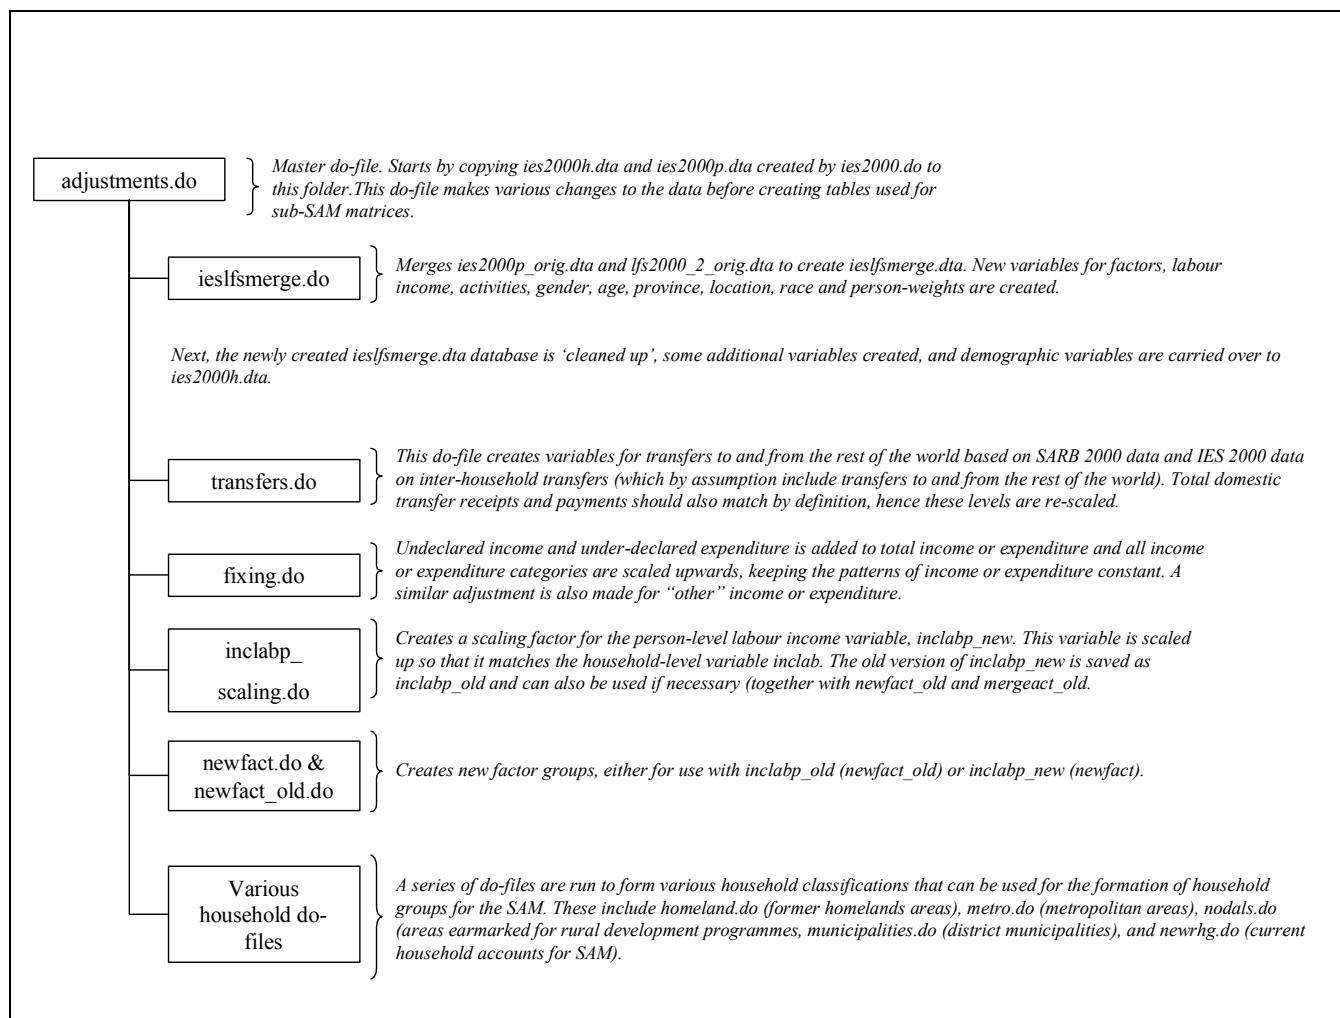 adjustments.do
Master do-file. Starts by copying ies2000h.dta and ies2000p.dta created by ies2000.do to
this folder.This do-file makes various changes to the data before creating tables used for
sub-SAM matrices.
ieslfsmerge.do
Merges ies2000p_orig.dta and lfs2000_2_orig.dta to create ieslfsmerge.dta. New variables for factors, labour
income, activities, gender, age, province, location, race and person-weights are created.
Next, the newly created ieslfsmerge.dta database is ‘cleaned up’, some additional variables created, and demographic variables are carried over to
ies2000h.dta.
transfers.do
This do-file creates variables for transfers to and from the rest of the world based on SARB 2000 data and IES 2000 data
on inter-household transfers (which by assumption include transfers to and from the rest of the world). Total domestic
transfer receipts and payments should also match by definition, hence these levels are re-scaled.
fixing.do
Undeclared income and under-declared expenditure is added to total income or expenditure and all income
or expenditure categories are scaled upwards, keeping the patterns of income or expenditure constant. A
similar adjustment is also made for “other” income or expenditure.
inclabp_
scaling.do
Creates a scaling factor for the person-level labour income variable, inclabp_new. This variable is scaled
up so that it matches the household-level variable inclab. The old version of inclabp_new is saved as
inclabp_old and can also be used if necessary (together with newfact_old and mergeact_old.
newfact.do &
newfact_old.do
Creates new factor groups, either for use with inclabp_old (newfact_old) or inclabp_new (newfact).
Various
household do-
files
A series of do-files are run to form various household classifications that can be used for the formation of household
groups for the SAM. These include homeland.do (former homelands areas), metro.do (metropolitan areas), nodals.do
(areas earmarked for rural development programmes, municipalities.do (district municipalities), and newrhg.do (current
household accounts for SAM).